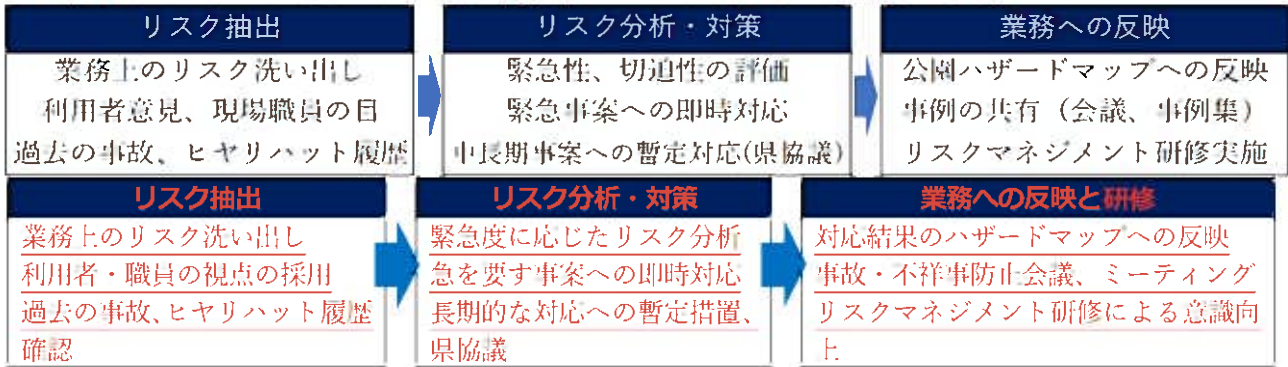 リスク抽出
業務上のリスク洗い出し
利用者意見、現場職員の目
過去の事故、ヒヤリハット履歴
リスク分析・対策
緊急性、切迫性の評価
緊急事案への即時対応
中長期事案への暫定対応(県協議)
業務への反映
公園ハザードマップへの反映
事例の共有（会議、事例集）
リスクマネジメント研修実施
リスク抽出
業務上のリスク洗い出し
利用者・職員の視点の採用
過去の事故、ヒヤリハット履歴
確認
リスク分析・対策
緊急度に応じたリスク分析
急を要す事案への即時対応
長期的な対応への暫定措置、
県協議
業務への反映と研修
対応結果のハザードマップへの反映
事故・不祥事防止会議、ミーティング
リスクマネジメント研修による意識向
上